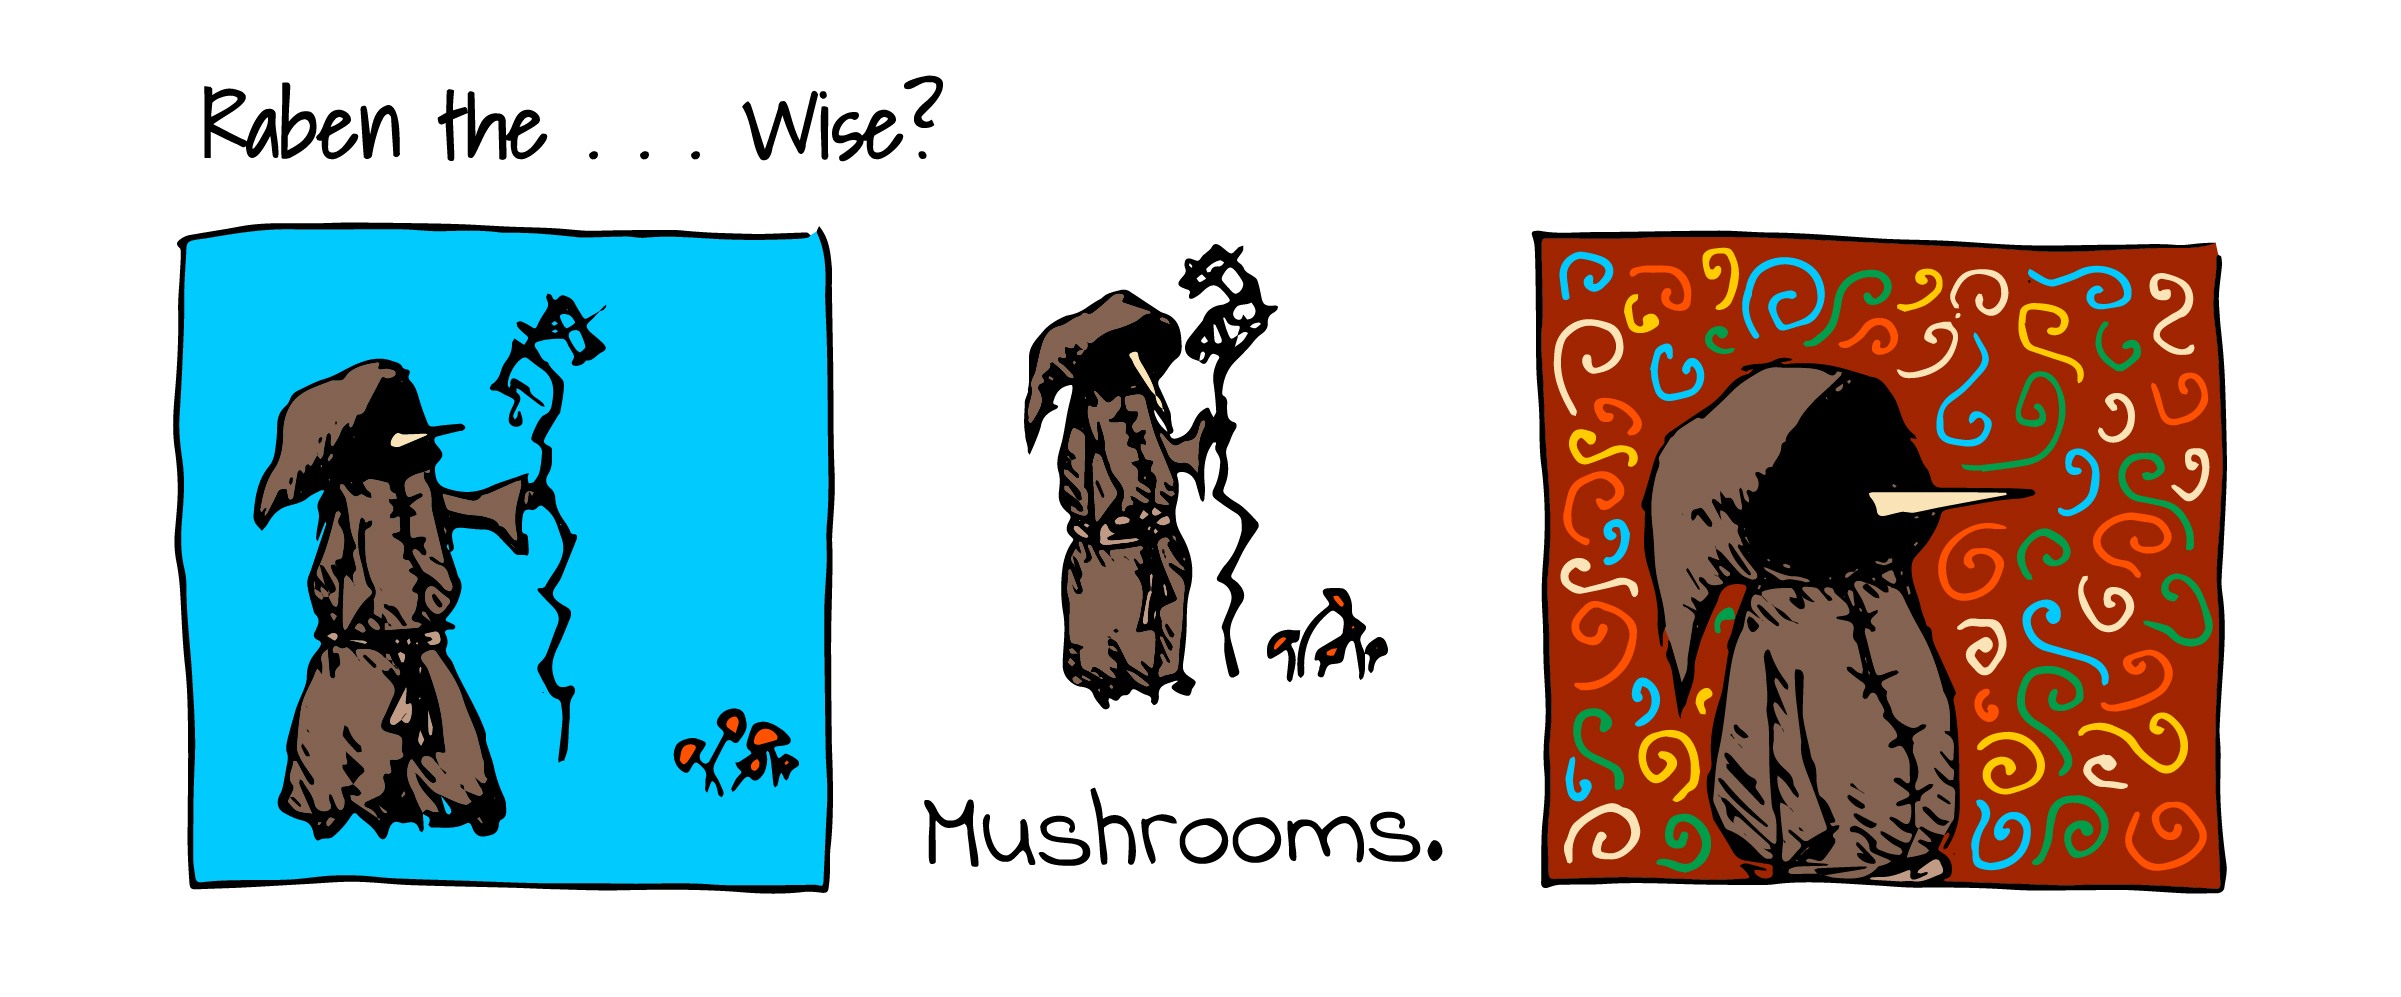 Raben the . . . Wise?
Mushrooms.